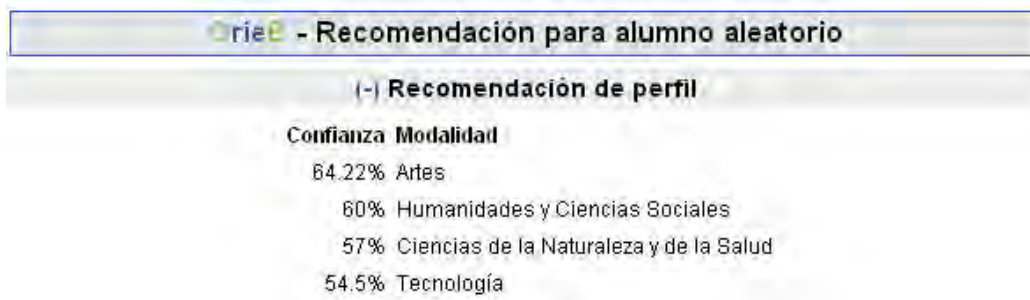 OrieB - Recomendación para alumno aleatorio
(-) Recomendación de perfil
Confianza Modalidad
64.22% Artes
60% Humanidades y Ciencias Sociales
57% Ciencias de la Naturaleza y de la Salud
54.5% Tecnología